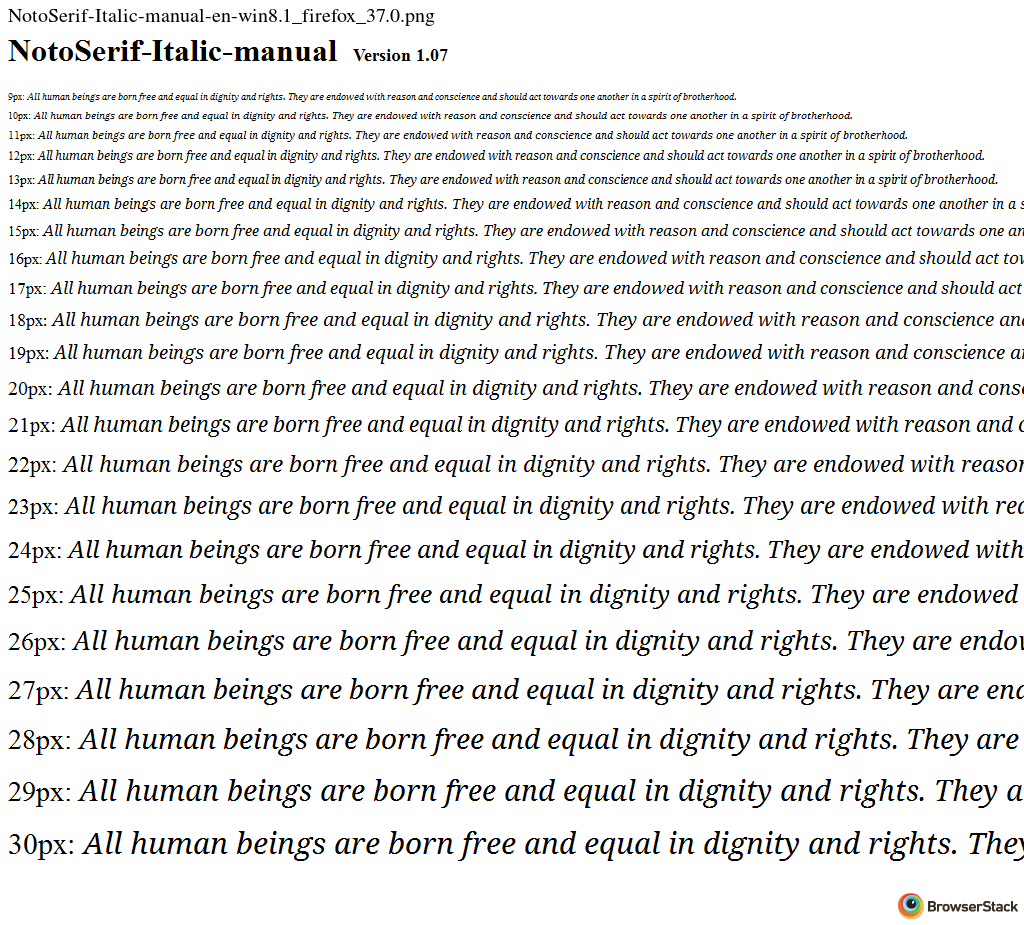 NotoSerif-Italic-manual-en-win8.1_firefox_37.0.png
NotoSerif-Italic-manual Version 1.07
9px: All human beings are born free and equal in dignity and rights. They are endowed with reason and conscience and should act towards one another in a spirit of brotherhood.
10px: All human beings are born free and equal in dignity and rights. They are endowed with reason and conscience and should act towards one another in a spirit of brotherhood.
11px: All human beings are born free and equal in dignity and rights. They are endowed with reason and conscience and should act towards one another in a spirit of brotherhood.
12px: All human beings are born free and equal in dignity and rights. They are endowed with reason and conscience and should act towards one another in a spirit of brotherhood.
13px: All human beings are born free and equal in dignity and rights. They are endowed with reason and conscience and should act towards one another in a spirit of brotherhood.
14px: All human beings are born free and equal in dignity and rights. They are endowed with reason and conscience and should act towards one another in a s
15px: All human beings are born free and equal in dignity and rights. They are endowed with reason and conscience and should act towards one an
16px: All human beings are born free and equal in dignity and rights. They are endowed with reason and conscience and should act tow
17px: All human beings are born free and equal in dignity and rights. They are endowed with reason and conscience and should act
18px: All human beings are born free and equal in dignity and rights. They are endowed with reason and conscience and
19px: All human beings are born free and equal in dignity and rights. They are endowed with reason and conscience a
20px: All human beings are born free and equal in dignity and rights. They are endowed with reason and consc
21px: All human beings are born free and equal in dignity and rights. They are endowed with reason and c
22px: All human beings are born free and equal in dignity and rights. They are endowed with reason
23px: All human beings are born free and equal in dignity and rights. They are endowed with rea
24px: All human beings are born free and equal in dignity and rights. They are endowed with
25px: All human beings are born free and equal in dignity and rights. They are endowed
26px: All human beings are born free and equal in dignity and rights. They are endow
27px: All human beings are born free and equal in dignity and rights. They are end
28px: All human beings are born free and equal in dignity and rights. They are
29px: All human beings are born free and equal in dignity and rights. They a
30px: All human beings are born free and equal in dignity and rights. They
BrowserStack